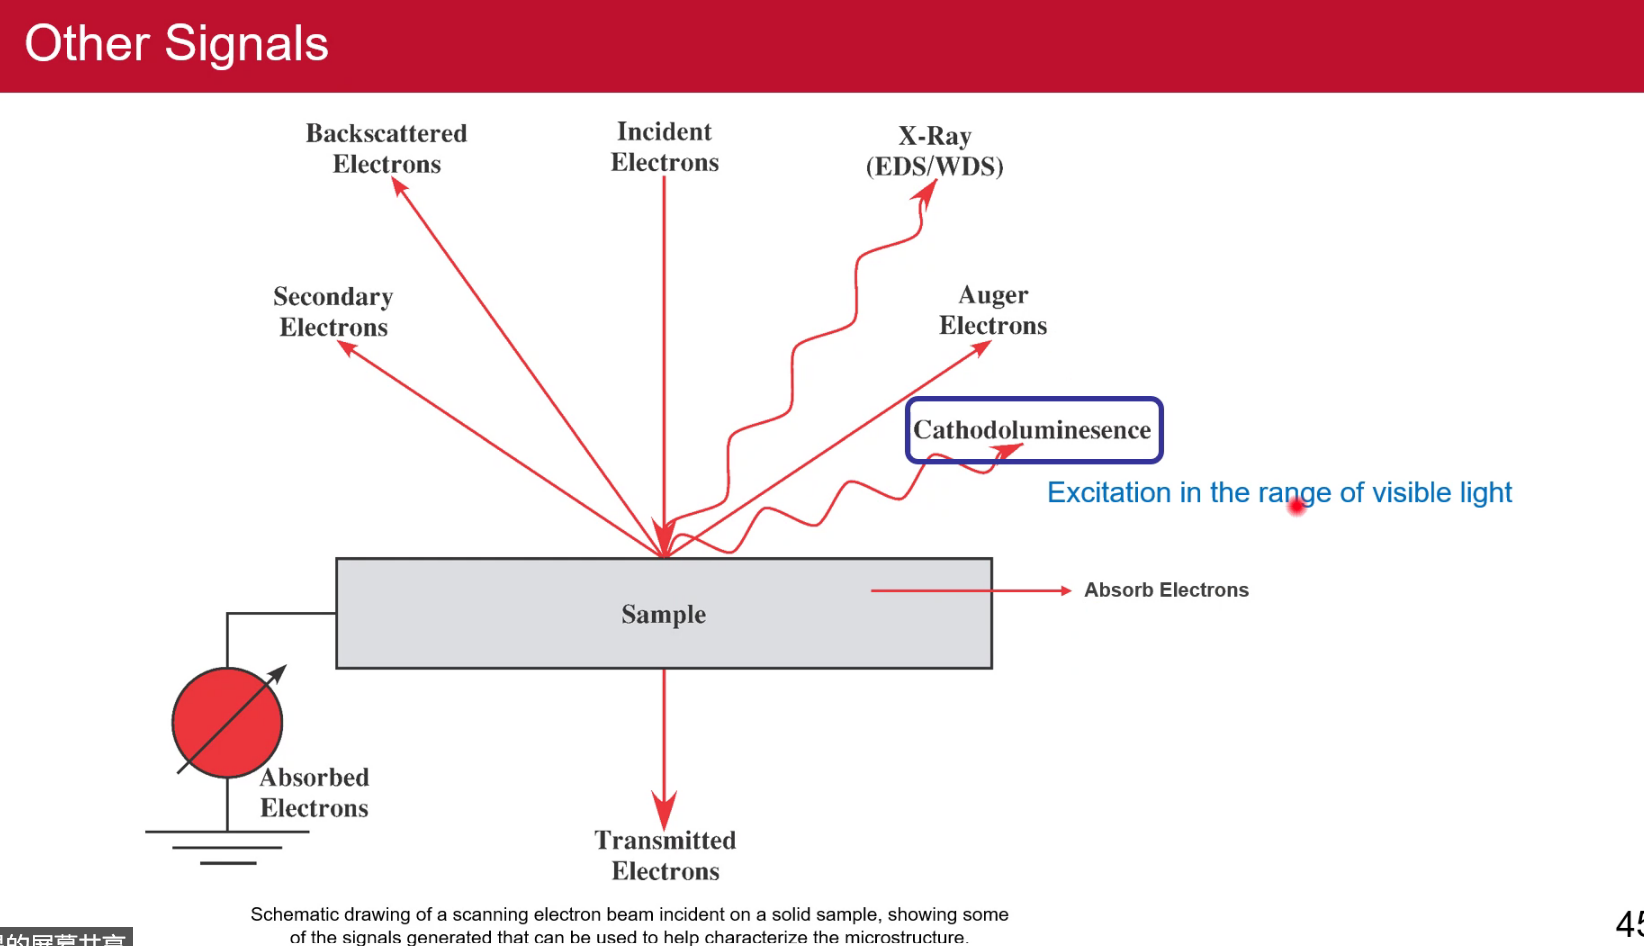 Other Signals
Backscattered
Electrons
Incident
Electrons
X-Ray
(EDS/WDS)
Secondary
Electrons
Auger
Electrons
Cathodoluminesence
Excitation in the range of visible light
Absorb Electrons
Sample
Absorbed
Electrons
Transmitted
Electrons
Schematic drawing of a scanning electron beam incident on a solid sample, showing some
of the signals generated that can be used to help characterize the microstructure.
45
的屏幕共享